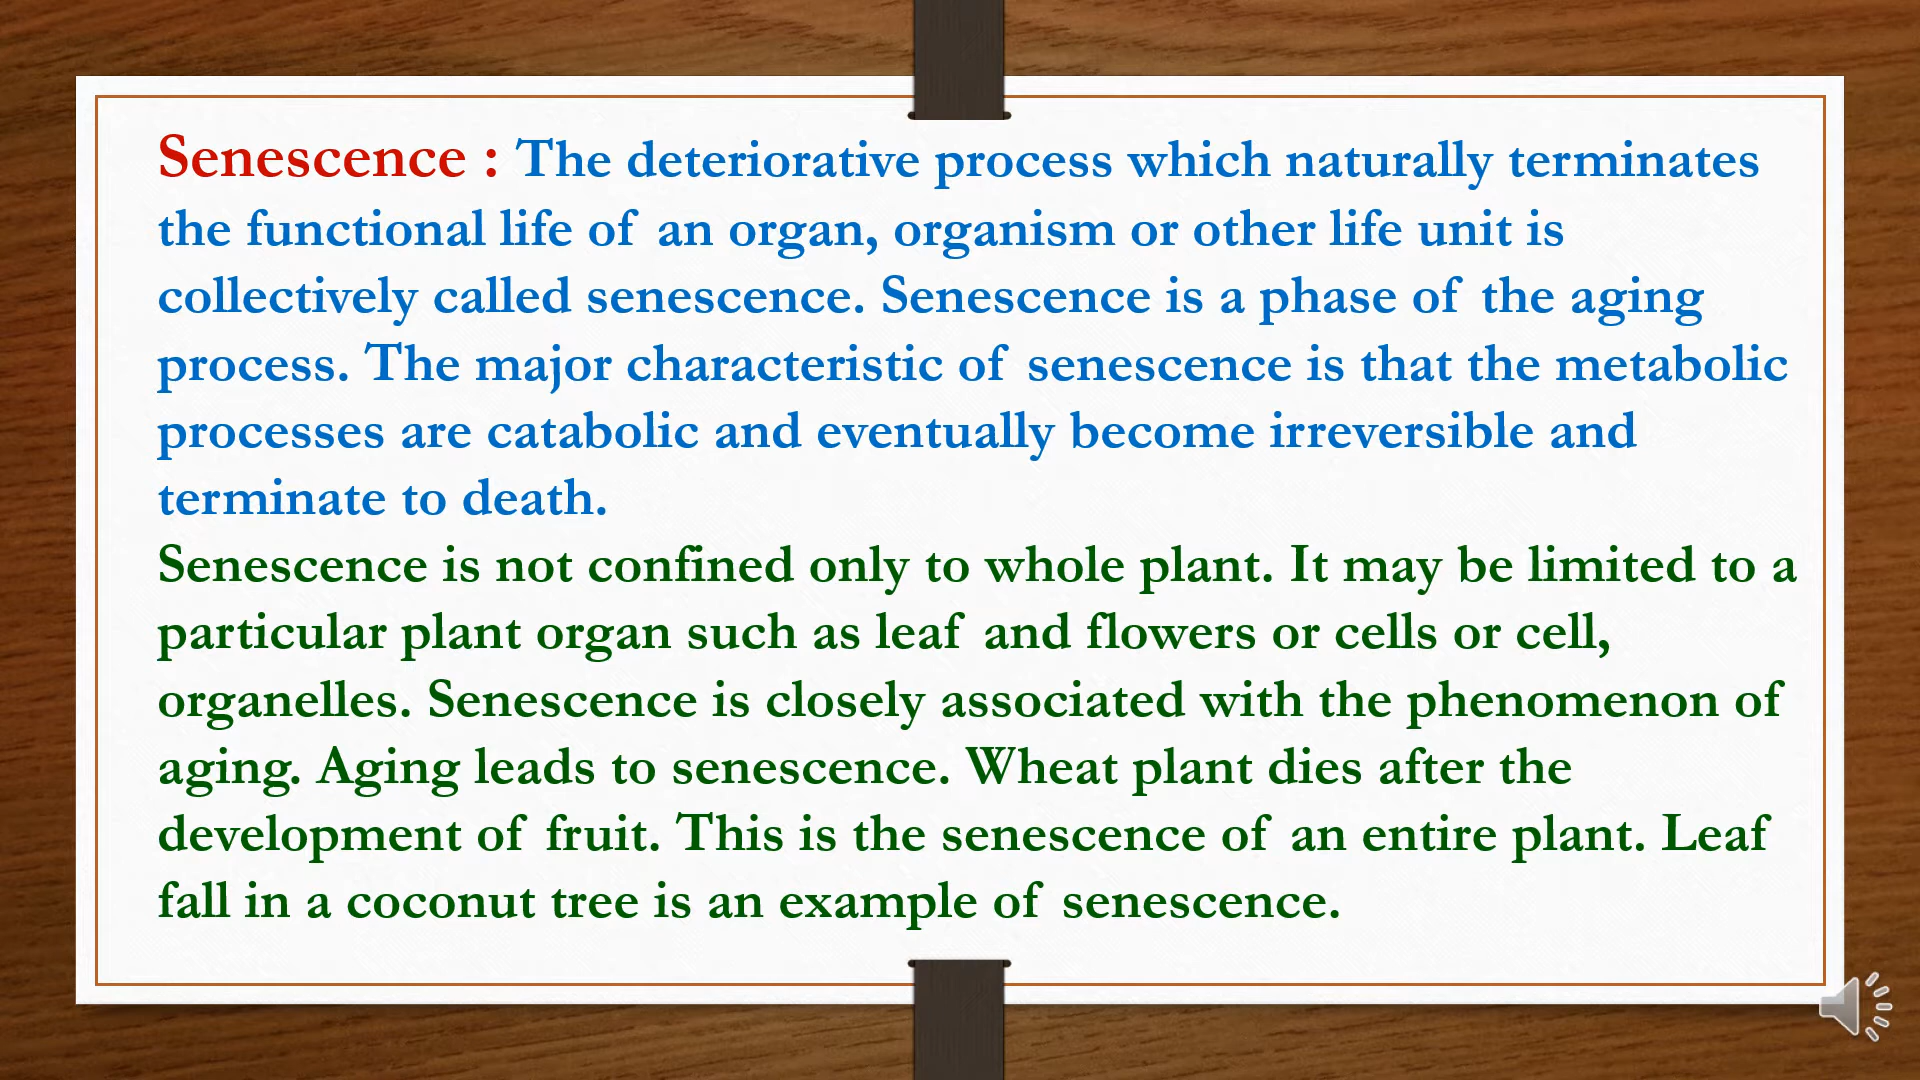 Senescence : The deteriorative process which naturally terminates
the functional life of an organ, organism or other life unit is
collectively called senescence. Senescence is a phase of the aging
process. The major characteristic of senescence is that the metabolic
processes are catabolic and eventually become irreversible and
terminate to death.
Senescence is not confined only to whole plant. It may be limited to a
particular plant organ such as leaf and flowers or cells or cell,
organelles. Senescence is closely associated with the phenomenon of
aging. Aging leads to senescence. Wheat plant dies after the
development of fruit. This is the senescence of an entire plant. Leaf
fall in a coconut tree is an example of senescence.